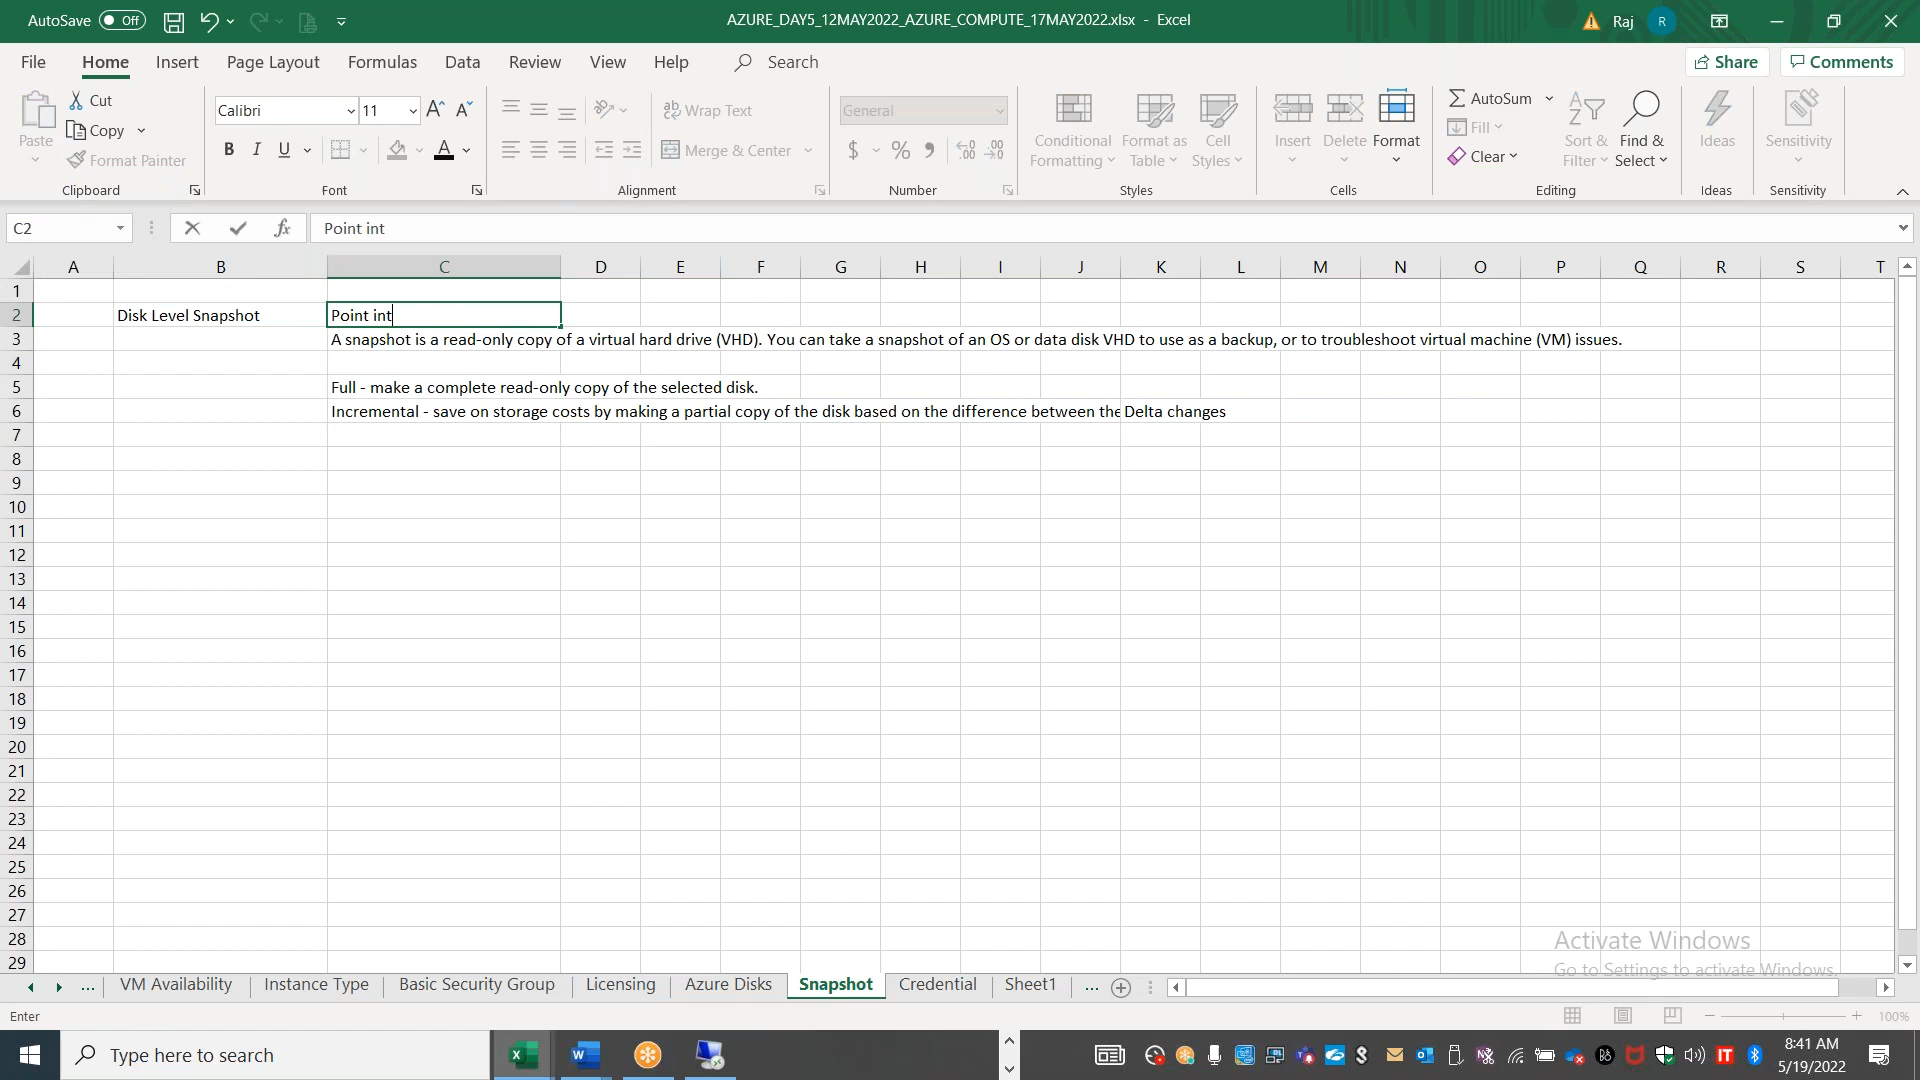 AutoSave Off AZURE_DAY5_12MAY2022_AZURE_COMPUTE_17MAY2022.xlsx - Excel Raj R
File Home Insert Page Layout Formulas Data Review View Help Search Share Comments
Paste Cut Copy Format Painter Clipboard
Calibri 11 A A B I U A Font
ab Wrap Text Merge & Center Alignment
General $ % Number
Conditional Formatting Format as Table Cell Styles Styles
Insert Delete Format Cells
AutoSum Fill Clear Sort & Filter Find & Select Editing
Ideas Ideas
Sensitivity Sensitivity
C2 fx Point int
A B C D E F G H I J K L M N O P Q R S T
1
2 Disk Level Snapshot Point int
3 A snapshot is a read-only copy of a virtual hard drive (VHD). You can take a snapshot of an OS or data disk VHD to use as a backup, or to troubleshoot virtual machine (VM) issues.
4
5 Full - make a complete read-only copy of the selected disk.
6 Incremental - save on storage costs by making a partial copy of the disk based on the difference between the Delta changes
7
8
9
10
11
12
13
14
15
16
17
18
19
20
21
22
23
24
25
26
27
28
29
Activate Windows
Go to Settings to activate Windows.
... VM Availability Instance Type Basic Security Group Licensing Azure Disks Snapshot Credential Sheet1 ...
Enter 100%
Type here to search
8:41 AM
5/19/2022